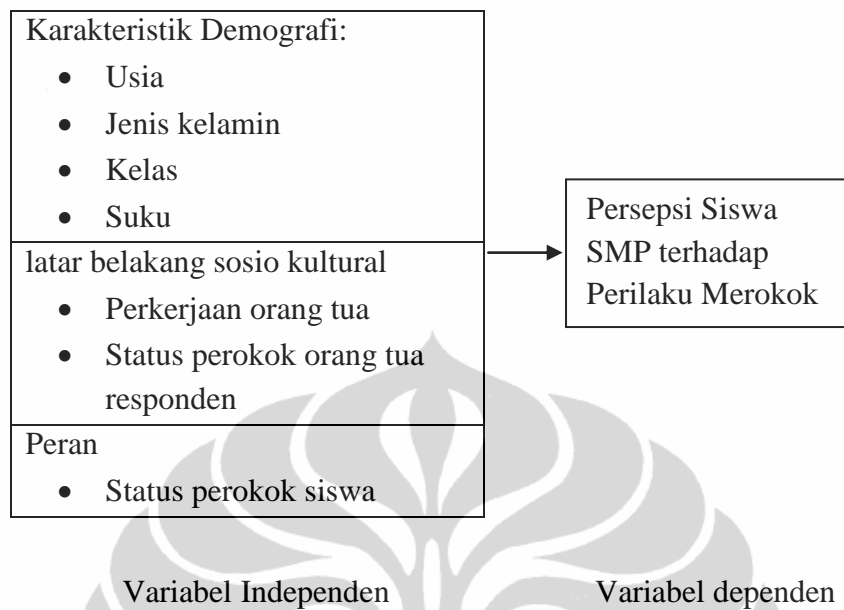 Karakteristik Demografi:
• Usia
• Jenis kelamin
• Kelas
• Suku
latar belakang sosio kultural
• Perkerjaan orang tua
• Status perokok orang tua
responden
Peran
• Status perokok siswa
Persepsi Siswa
SMP terhadap
Perilaku Merokok
Variabel Independen
Variabel dependen